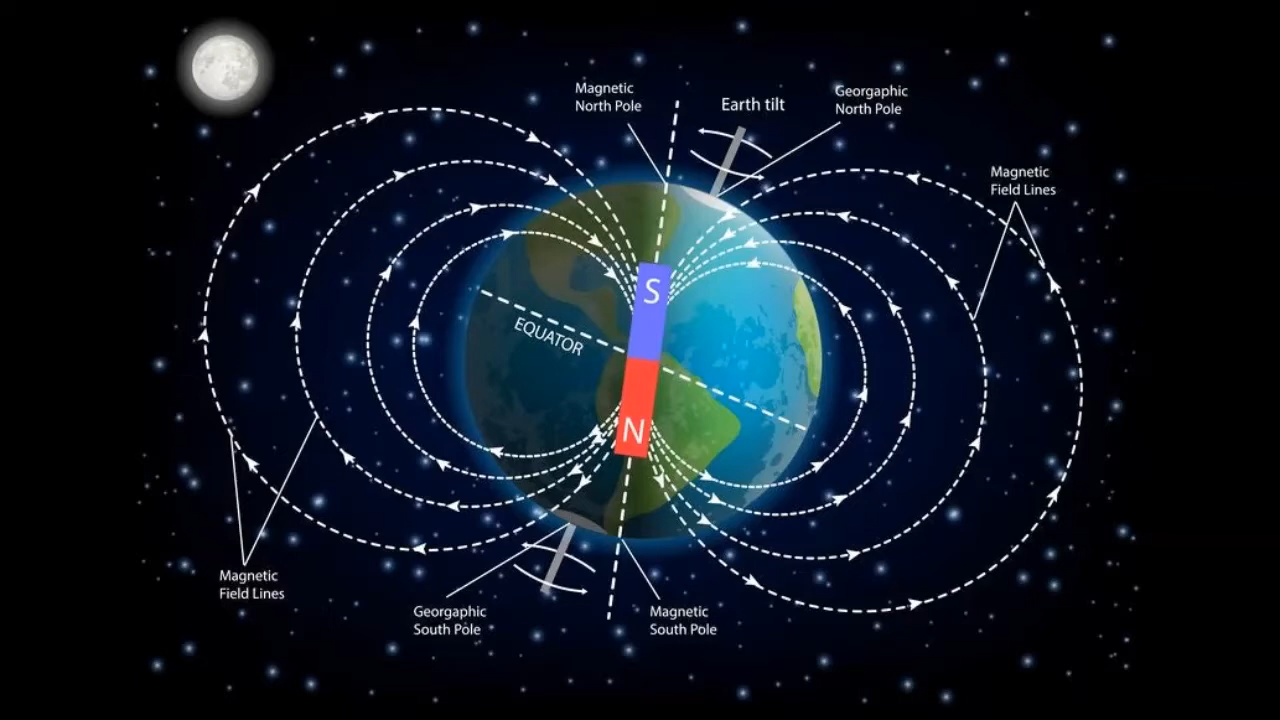 Magnetic
North Pole
Earth tilt
Georgaphic
North Pole
Magnetic
Field Lines
S
EQUATOR
N
Magnetic
Field Lines
Georgaphic
South Pole
Magnetic
South Pole